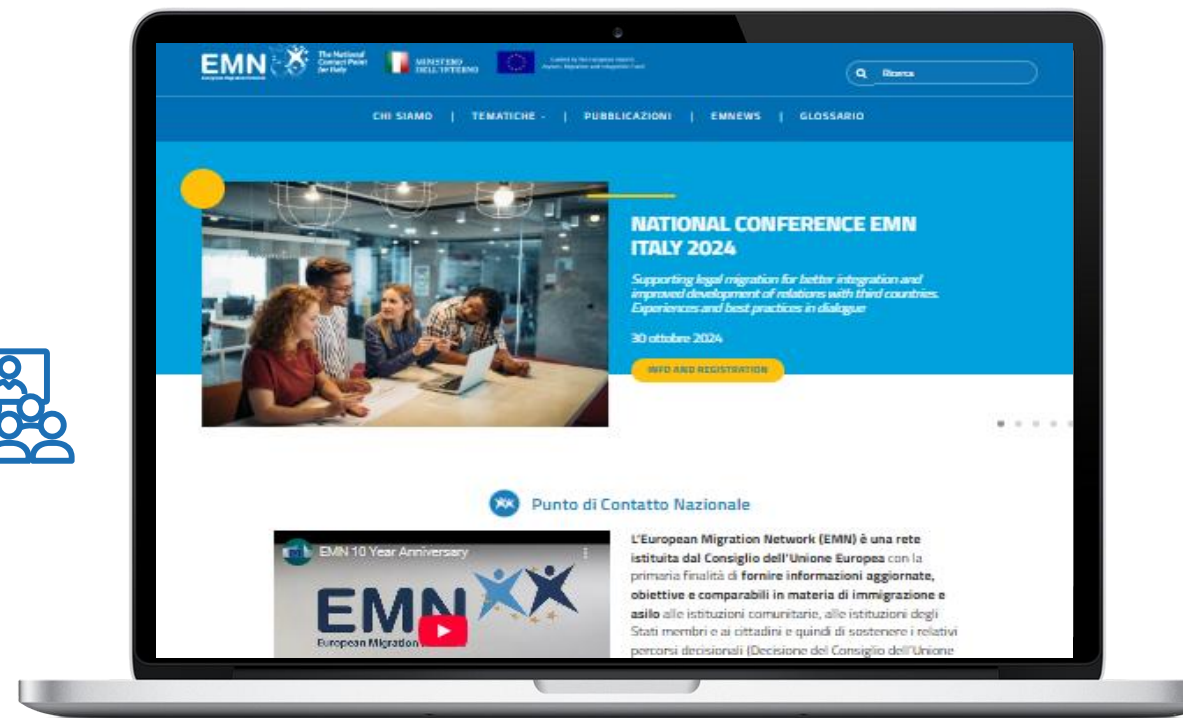 EMN
European Migration Network
The National
Contact Point
for Italy
MINISTERO
DELL'INTERNO
Ricerca
CHI SIAMO | TEMATICHE | PUBBLICAZIONI | EMNEWS | GLOSSARIO
NATIONAL CONFERENCE EMN
ITALY 2024
Supporting legal migration for better integration and
improved development of relations with third countries.
Experiences and best practices in dialogue
30 ottobre 2024
INFO AND REGISTRATION
Punto di Contatto Nazionale
EMN 10 Year Anniversary
EMN
European Migration
L'European Migration Network (EMN) è una rete
istituita dal Consiglio dell'Unione Europea con la
primaria finalità di fornire informazioni aggiornate,
obiettive e comparabili in materia di immigrazione e
asilo alle istituzioni comunitarie, alle istituzioni degli
Stati membri e ai cittadini e quindi di sostenere i relativi
percorsi decisionali (Decisione del Consiglio dell'Unione